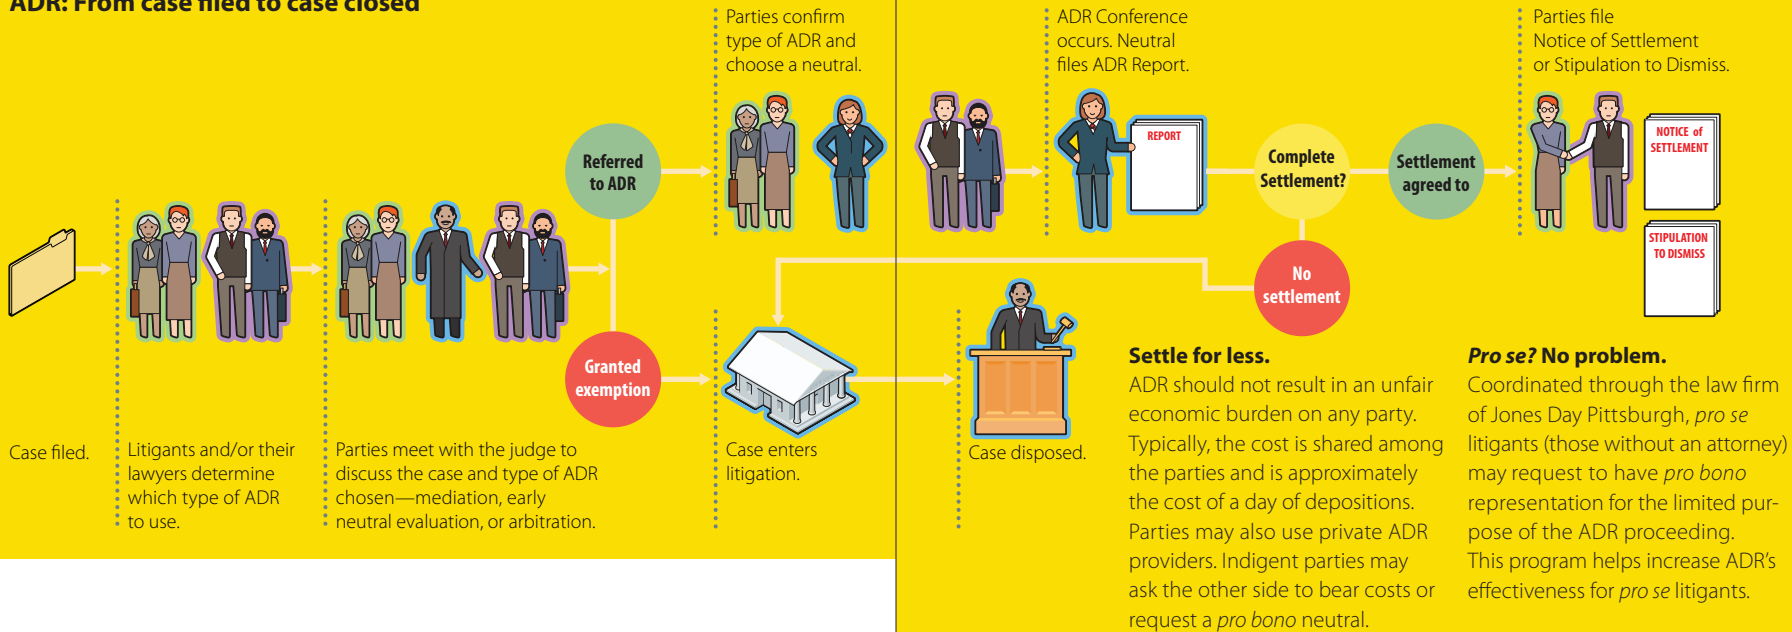 ADR: From case filed to case closed
Case filed.
Litigants and/or their
lawyers determine
which type of ADR
to use.
Parties meet with the judge to
discuss the case and type of ADR
chosen—mediation, early
neutral evaluation, or arbitration.
Referred
to ADR
Granted
exemption
Parties confirm
type of ADR and
choose a neutral.
Case enters
litigation.
ADR Conference
occurs. Neutral
files ADR Report.
REPORT
Complete
Settlement?
Settlement
agreed to
No
settlement
Parties file
Notice of Settlement
or Stipulation to Dismiss.
NOTICE of
SETTLEMENT
STIPULATION
TO DISMISS
Case disposed.
Settle for less.
ADR should not result in an unfair
economic burden on any party.
Typically, the cost is shared among
the parties and is approximately
the cost of a day of depositions.
Parties may also use private ADR
providers. Indigent parties may
ask the other side to bear costs or
request a pro bono neutral.
Pro se? No problem.
Coordinated through the law firm
of Jones Day Pittsburgh, pro se
litigants (those without an attorney)
may request to have pro bono
representation for the limited pur-
pose of the ADR proceeding.
This program helps increase ADR’s
effectiveness for pro se litigants.